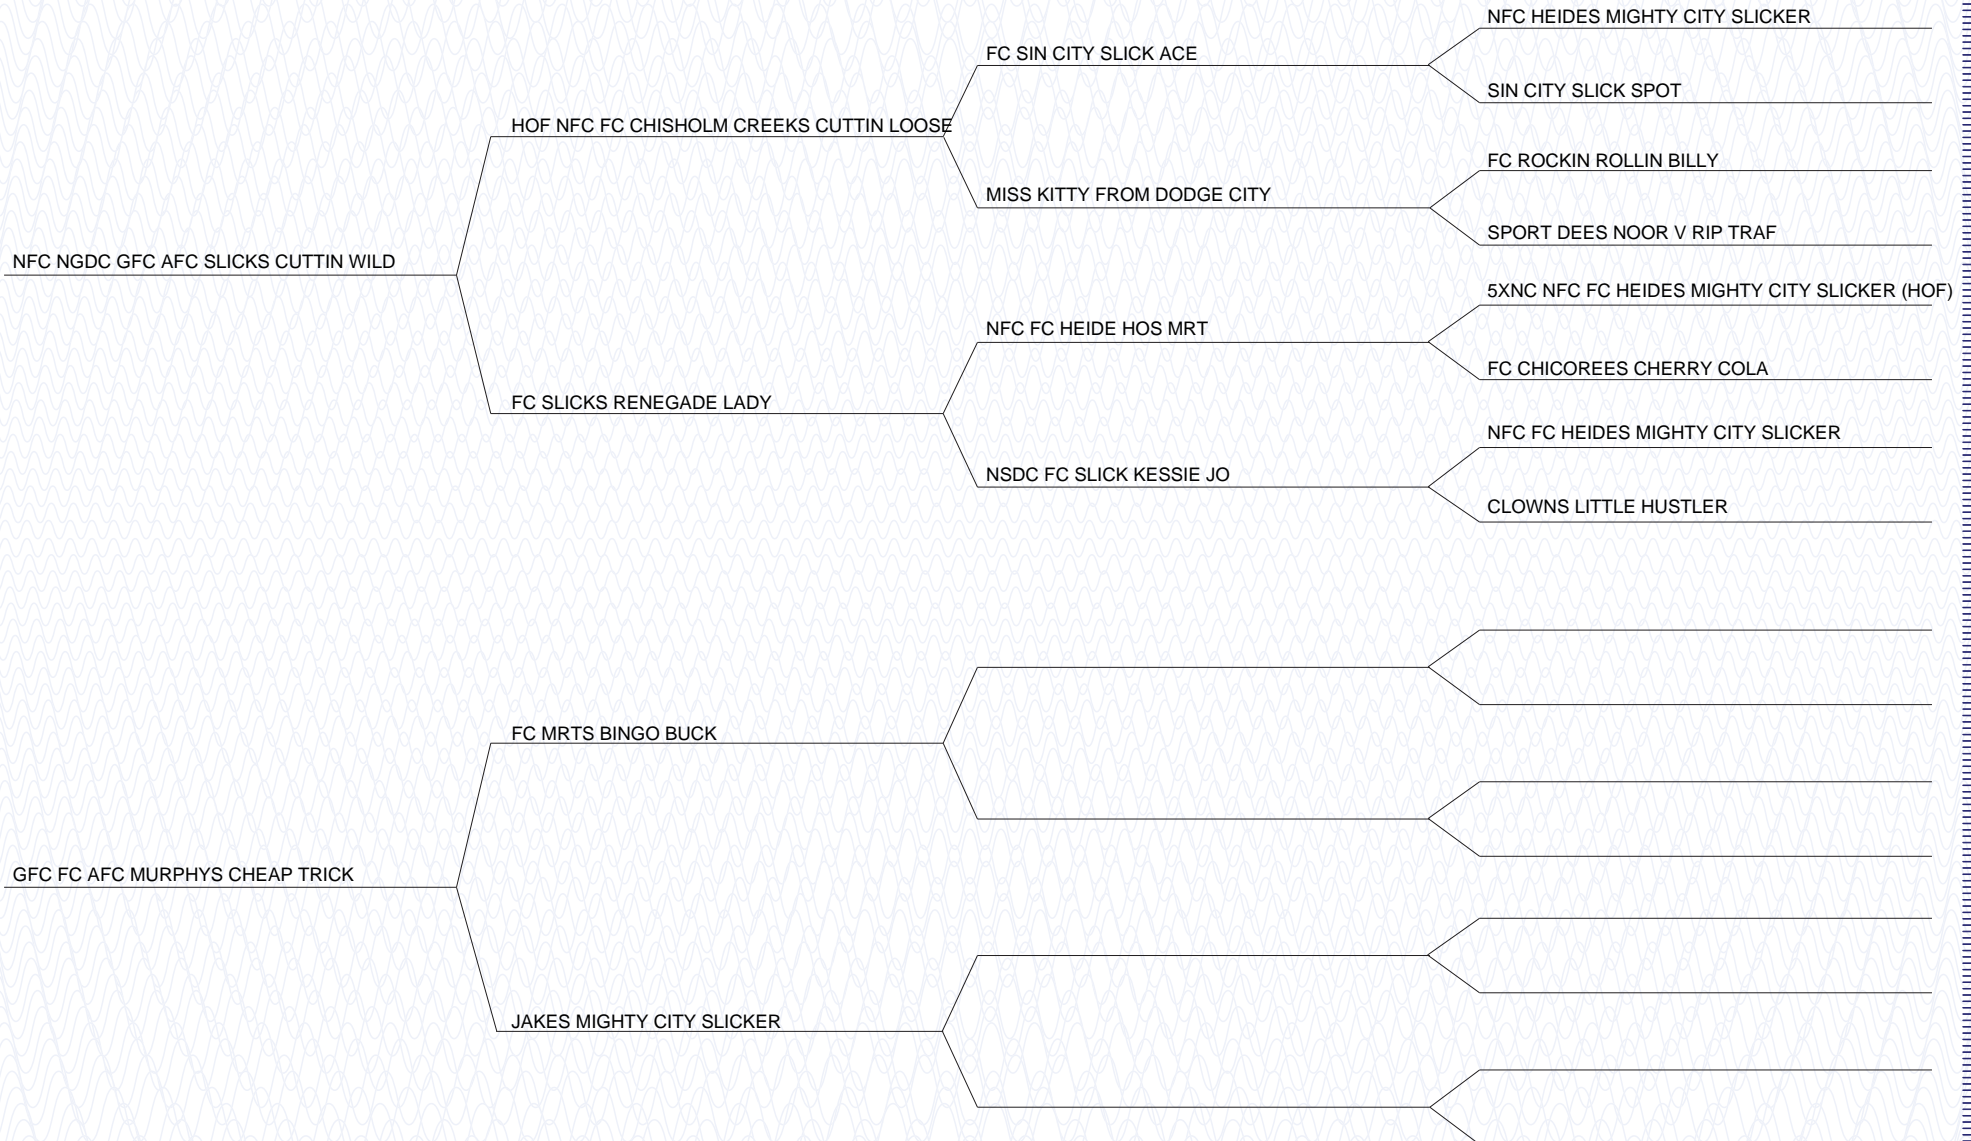 NFC HEIDES MIGHTY CITY SLICKER
FC SIN CITY SLICK ACE
SIN CITY SLICK SPOT
HOF NFC FC CHISHOLM CREEKS CUTTIN LOOSE
FC ROCKIN ROLLIN BILLY
MISS KITTY FROM DODGE CITY
SPORT DEES NOOR V RIP TRAF
NFC NGDC GFC AFC SLICKS CUTTIN WILD
5XNC NFC FC HEIDES MIGHTY CITY SLICKER (HOF)
NFC FC HEIDE HOS MRT
FC CHICOREES CHERRY COLA
FC SLICKS RENEGADE LADY
NFC FC HEIDES MIGHTY CITY SLICKER
NSDC FC SLICK KESSIE JO
CLOWNS LITTLE HUSTLER
FC MRTS BINGO BUCK
GFC FC AFC MURPHYS CHEAP TRICK
JAKES MIGHTY CITY SLICKER